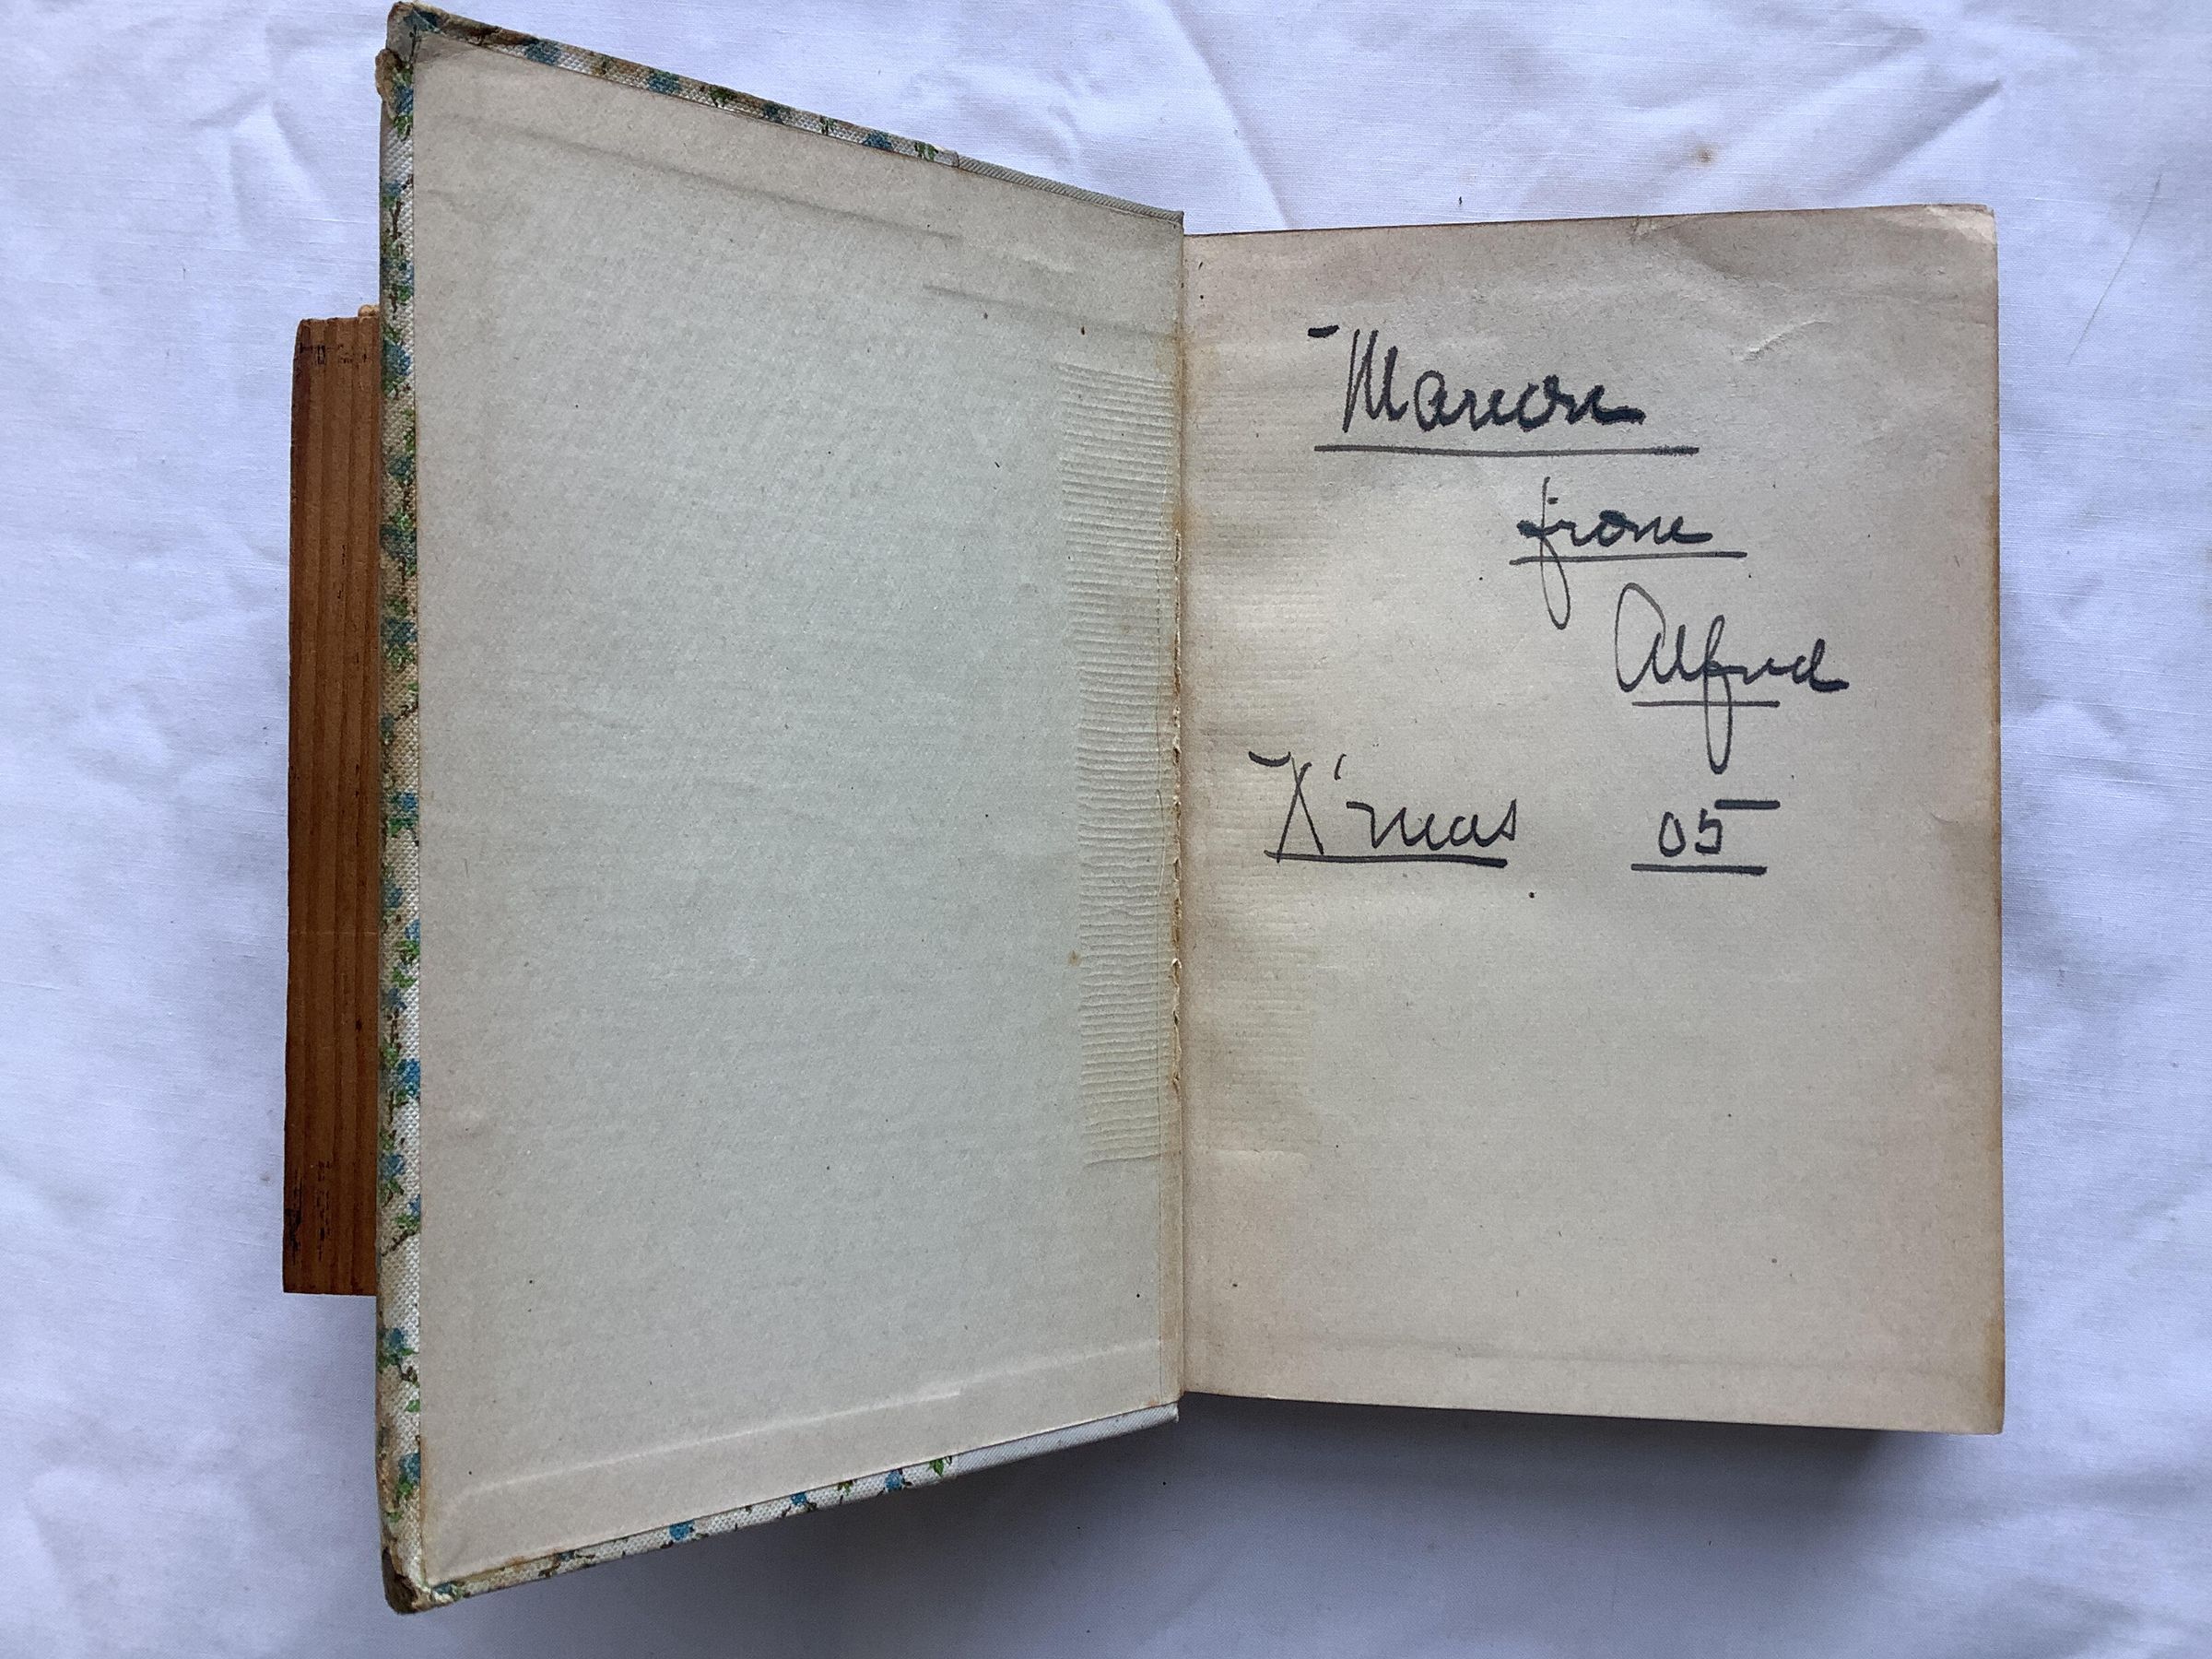 Marion
from
Alfred
X'mas 05